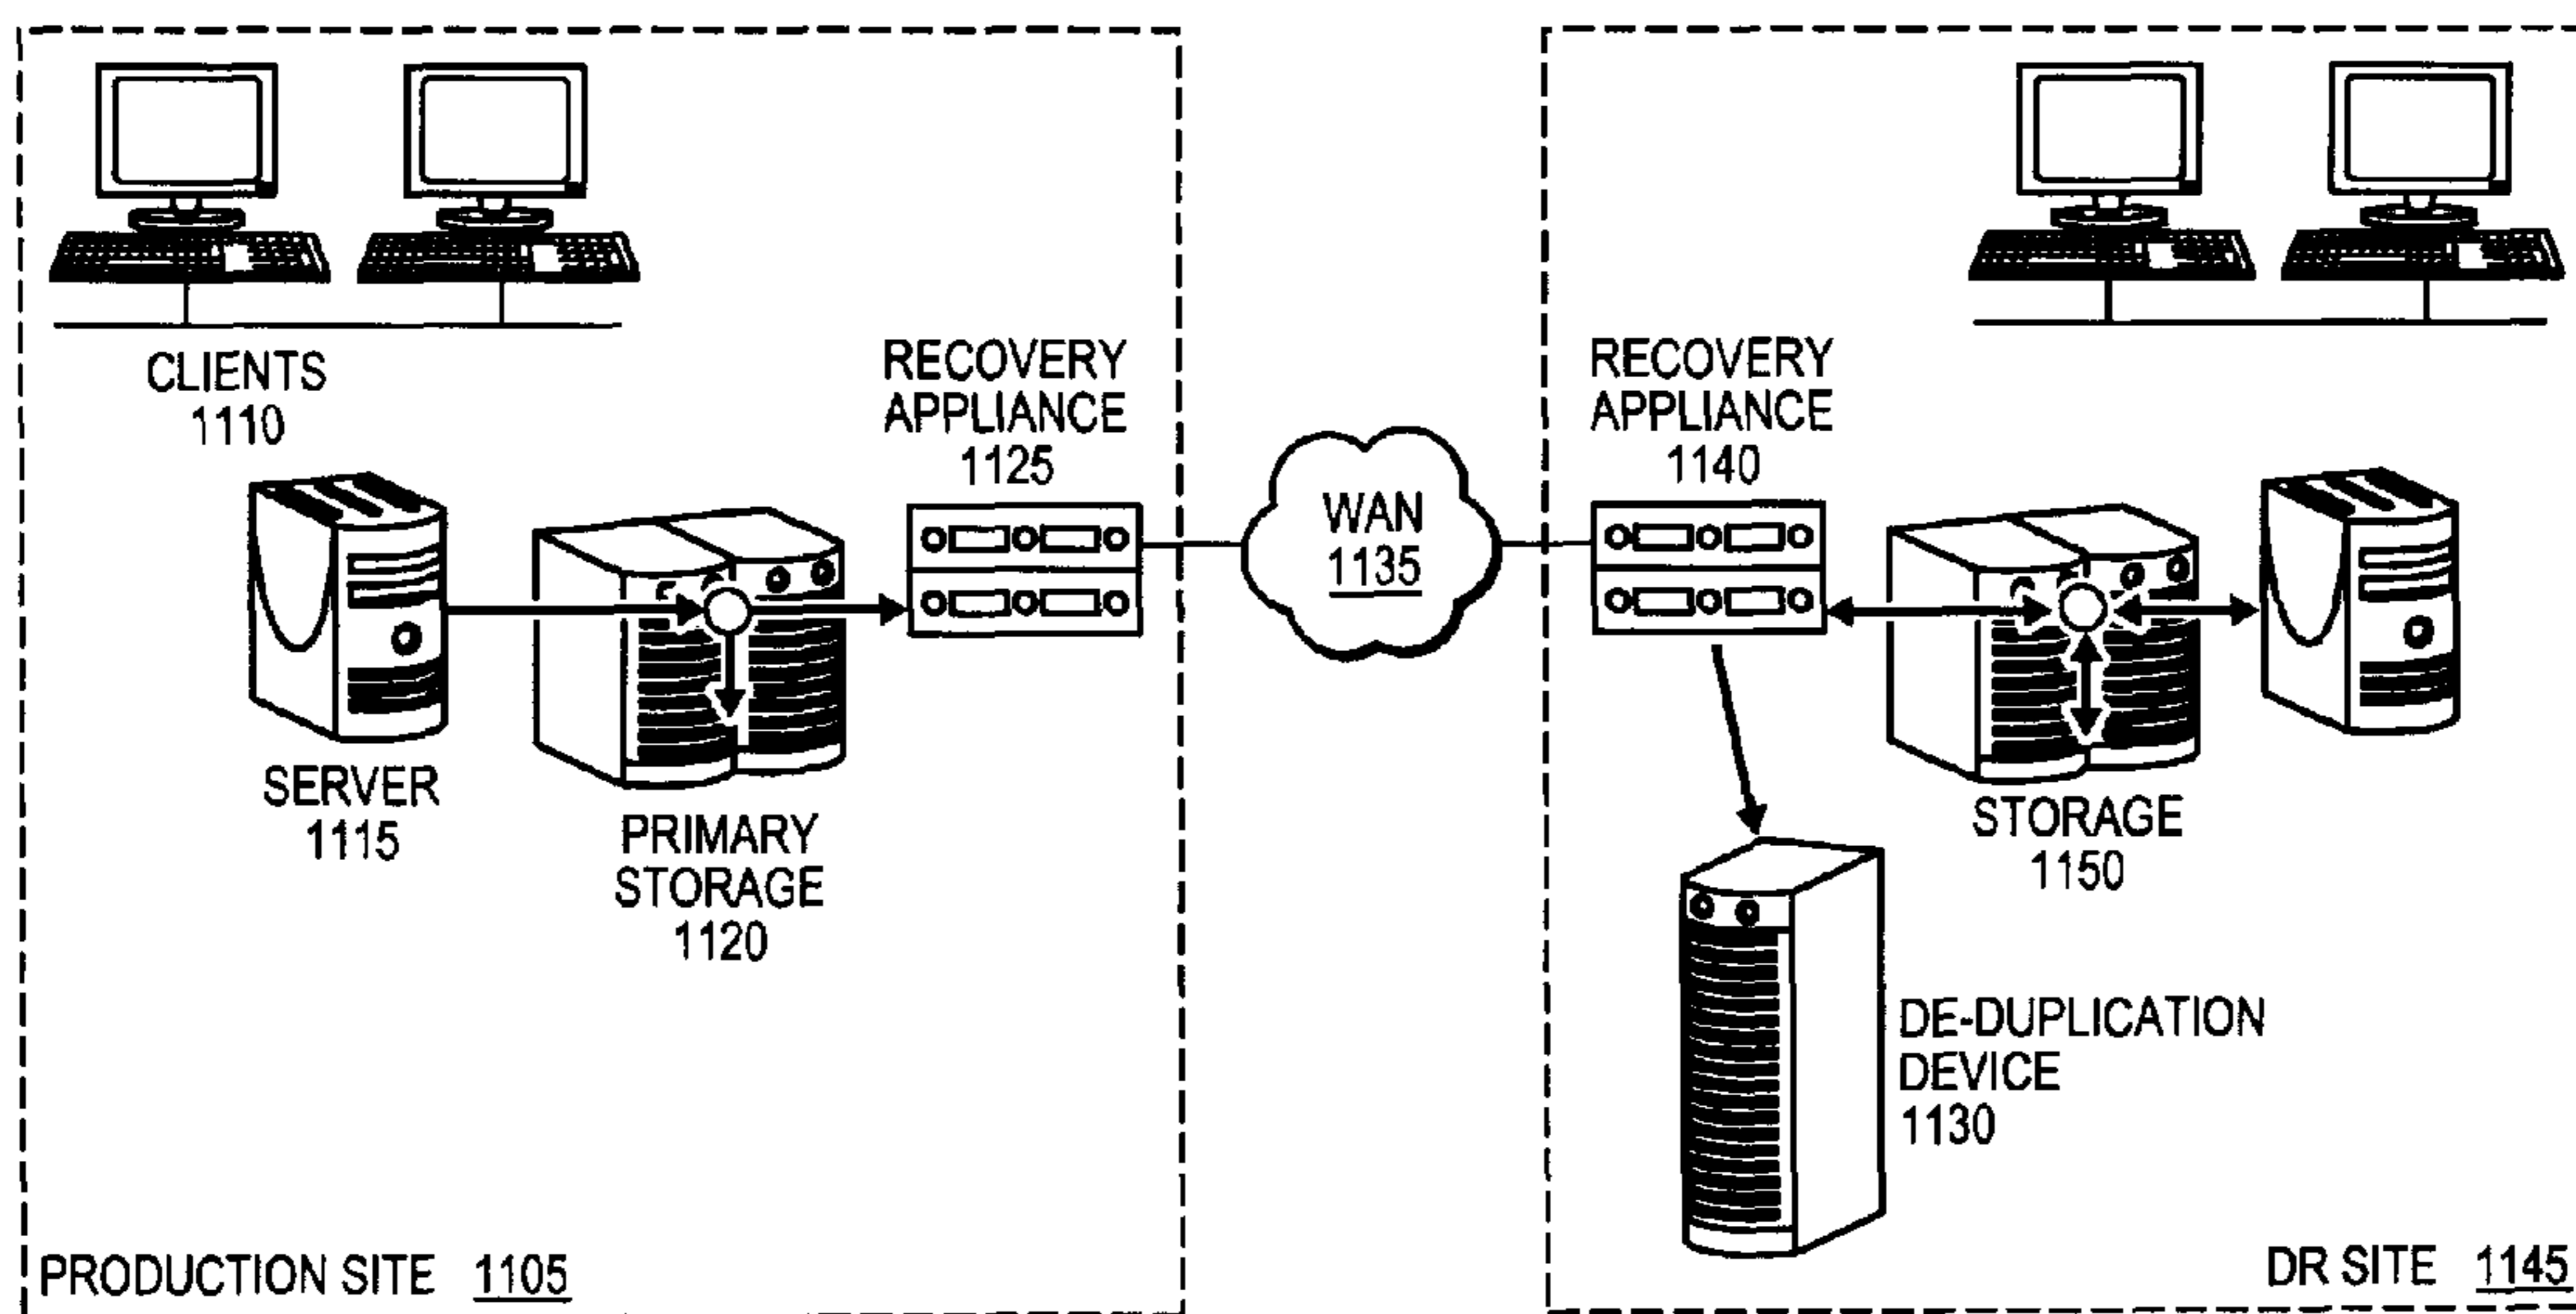 CLIENTS
1110
RECOVERY
APPLIANCE
1125
SERVER
1115
PRIMARY
STORAGE
1120
PRODUCTION SITE 1105
WAN
1135
RECOVERY
APPLIANCE
1140
STORAGE
1150
DE-DUPLICATION
DEVICE
1130
DR SITE 1145